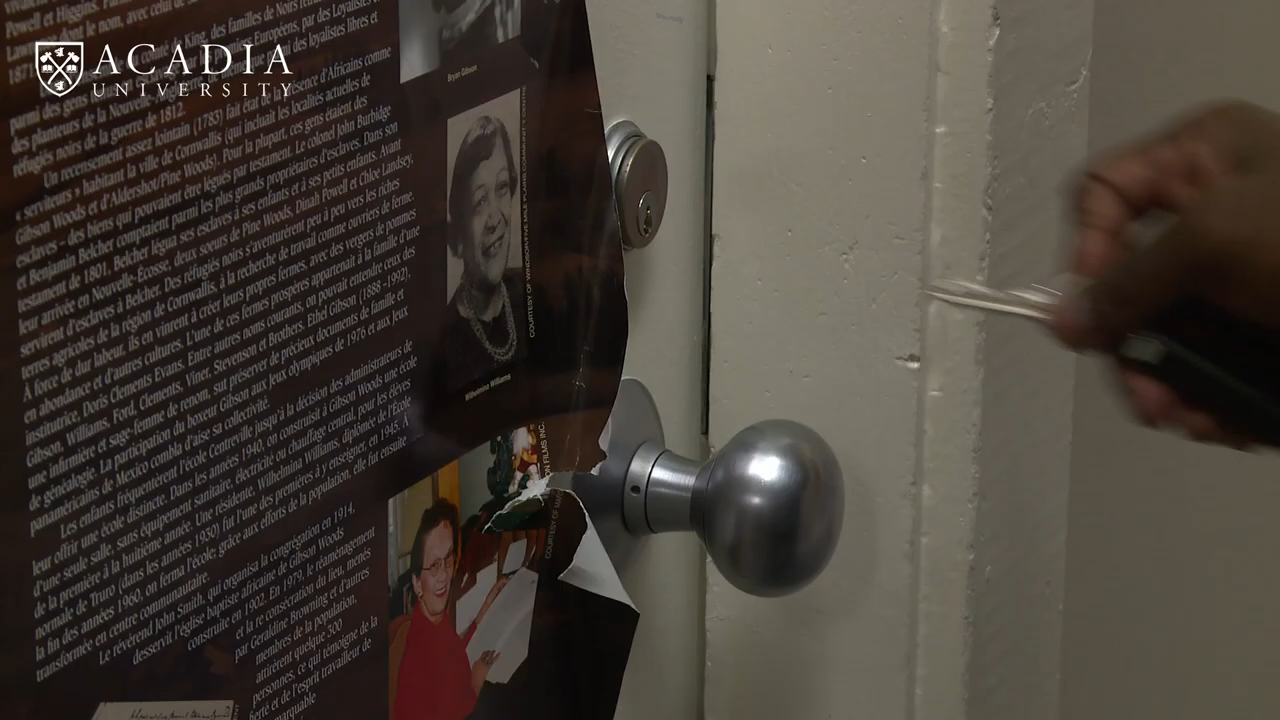 ACADIA
UNIVERSITY
Powell et Higgins.
dont le nom, avec celui de
de King, des familles de Noirs
Européens, par des Loyalistes
des loyalistes libres et
parmi des gens
des planteurs de la Nouvelle-
réfugiés noirs de la guerre de 1812.
Un recensement assez lointain (1783) fait état de la présence d'Africains comme
« serviteurs » habitant la ville de Cornwallis (qui incluait les localités actuelles de
Gibson Woods et d'Aldershot/Pine Woods). Pour la plupart, ces gens étaient des
esclaves – des biens qui pouvaient être légués par testament. Le colonel John Burbidge
et Benjamin Belcher comptaient parmi les plus grands propriétaires d'esclaves. Dans son
testament de 1801, Belcher légua ses esclaves à ses enfants et à ses petits enfants. Avant
leur arrivée en Nouvelle-Écosse, deux soeurs de Pine Woods, Dinah Powell et Chloe Landsey,
servirent d'esclaves à Belcher. Des réfugiés noirs s'aventurèrent peu à peu vers les riches
terres agricoles de la région de Cornwallis, à la recherche de travail comme ouvriers de ferme.
À force de dur labeur, ils en vinrent à créer leurs propres fermes, avec des vergers de pommes
en abondance et d'autres cultures. L'une de ces fermes prospères appartenait à la famille d'une
institutrice, Doris Clements Evans. Entre autres noms courants, on pouvait entendre ceux des
Gibson, Williams, Ford, Clements, Viner, Stevenson et Brothers. Ethel Gibson (1888-1992),
une infirmière et sage-femme de renom, sut préserver de précieux documents de famille et
de généalogie. La participation du boxeur Gibson aux Jeux olympiques de 1976 et aux Jeux
panaméricains de Mexico combla d'aise sa collectivité.
Les enfants fréquentèrent l'école Centreville jusqu'à la décision des administrateurs de
leur offrir une école distincte. Dans les années 1940, on construisit à Gibson Woods une école
d'une seule salle, sans équipement sanitaire, électricité ou chauffage central, pour les élèves
de la première à la huitième année. Une résidente, Wilhelmina Williams, diplômée de l'École
normale de Truro (dans les années 1930) fut l'une des premières à y enseigner, en 1945. À
la fin des années 1960, on ferma l'école; grâce aux efforts de la population, elle fut ensuite
transformée en centre communautaire.
Le révérend John Smith, qui organisa la congrégation en 1914,
desservit l'église baptiste africaine de Gibson Woods
construite en 1902. En 1979, le réaménagement
et la re consécration du lieu, menés
par Geraldine Browning et d'autres
membres de la population,
attirèrent quelque 300
personnes, ce qui témoigne de la
fierté et de l'esprit travailleur de
Bryan Gibson.
COURTESY OF WINDSOR/FIVE MILE PLAINS COMMUNITY CENTRE
Wilhelmina Williams
FILMS INC.
COURTESY OF